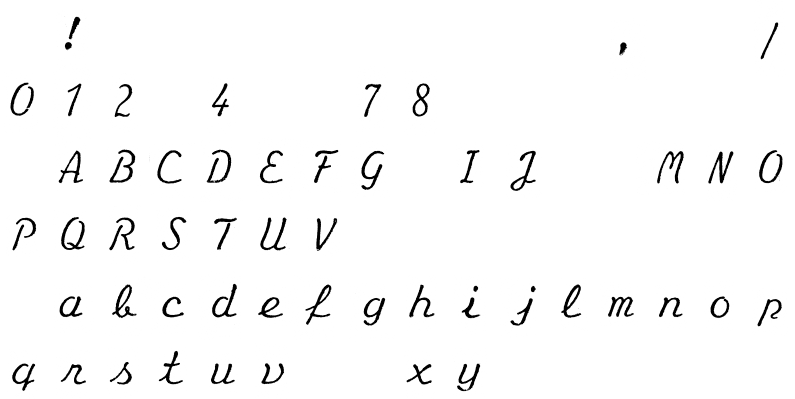 ! , /
0 1 2 4 7 8
A B C D E F G I J M N O
P Q R S T U V
a b c d e f g h i j l m n o p
q r s t u v x y